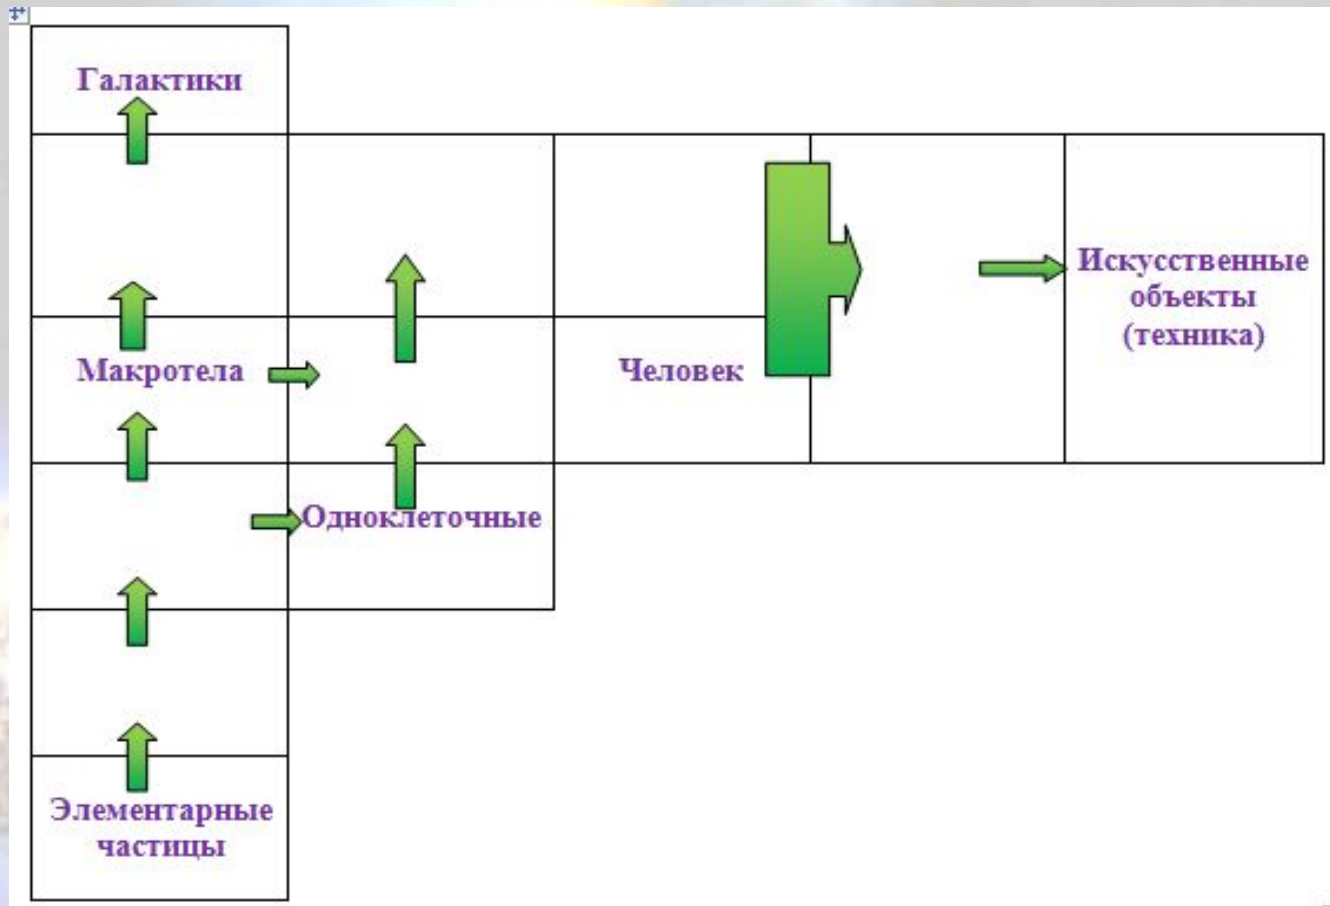 Галактики
Макротела
Человек
Искусственные
объекты
(техника)
Одноклеточные
Элементарные
частицы